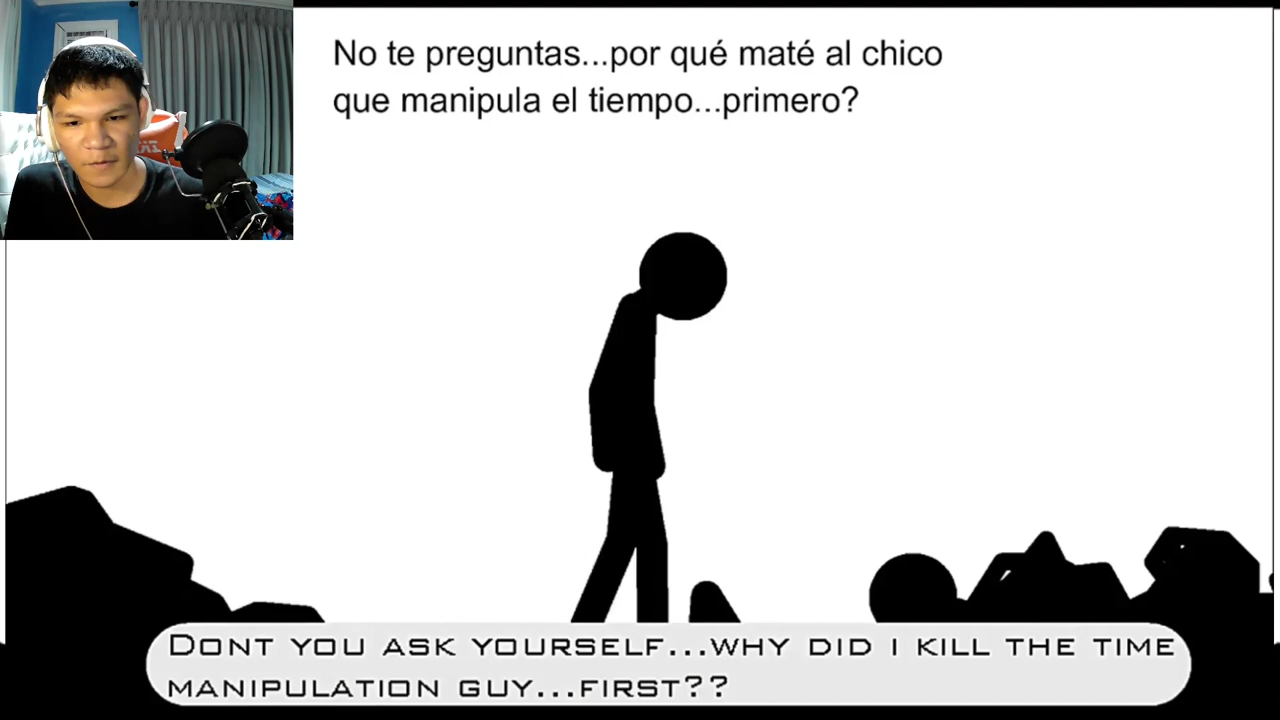 No te preguntas...por qué maté al chico
que manipula el tiempo...primero?
DONT YOU ASK YOURSELF...WHY DID I KILL THE TIME
MANIPULATION GUY...FIRST??